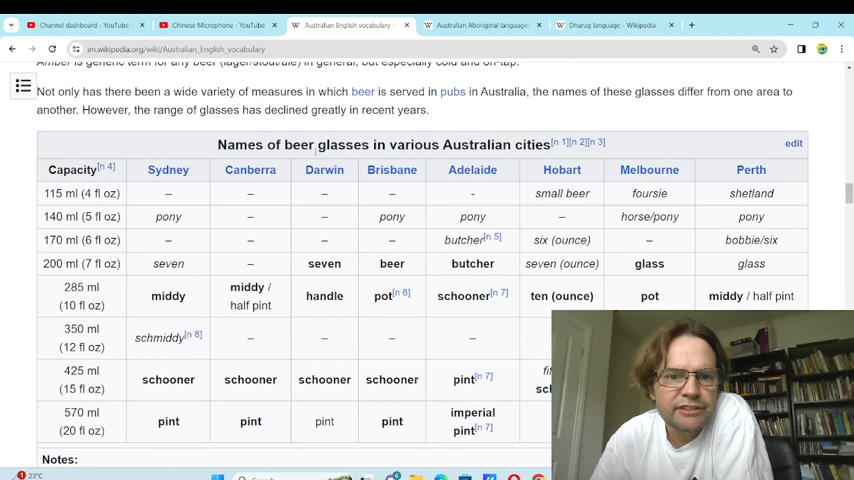 Channel dashboard - YouTube
Chinese Microphone - YouTube
Australian English vocabulary -
Australian Aboriginal language
Dharug language - Wikipedia
en.wikipedia.org/wiki/Australian_English_vocabulary
Amber is generic term for any beer (lager/stout/ale) in general, but especially cold and on-tap.
Not only has there been a wide variety of measures in which beer is served in pubs in Australia, the names of these glasses differ from one area to
another. However, the range of glasses has declined greatly in recent years.
Names of beer glasses in various Australian cities[n 1][n 2][n 3]
edit
Capacity[n 4] Sydney Canberra Darwin Brisbane Adelaide Hobart Melbourne Perth
115 ml (4 fl oz) – – – – - small beer foursie shetland
140 ml (5 fl oz) pony – – pony pony – horse/pony pony
170 ml (6 fl oz) – – – – butcher[n 5] six (ounce) – bobbie/six
200 ml (7 fl oz) seven – seven beer butcher seven (ounce) glass glass
285 ml
(10 fl oz) middy middy /
half pint handle pot[n 6] schooner[n 7] ten (ounce) pot middy / half pint
350 ml
(12 fl oz) schmiddy[n 8] – – – –
425 ml
(15 fl oz) schooner schooner schooner schooner pint[n 7]
570 ml
(20 fl oz) pint pint pint pint imperial
pint[n 7]
Notes:
1
23°C
Search